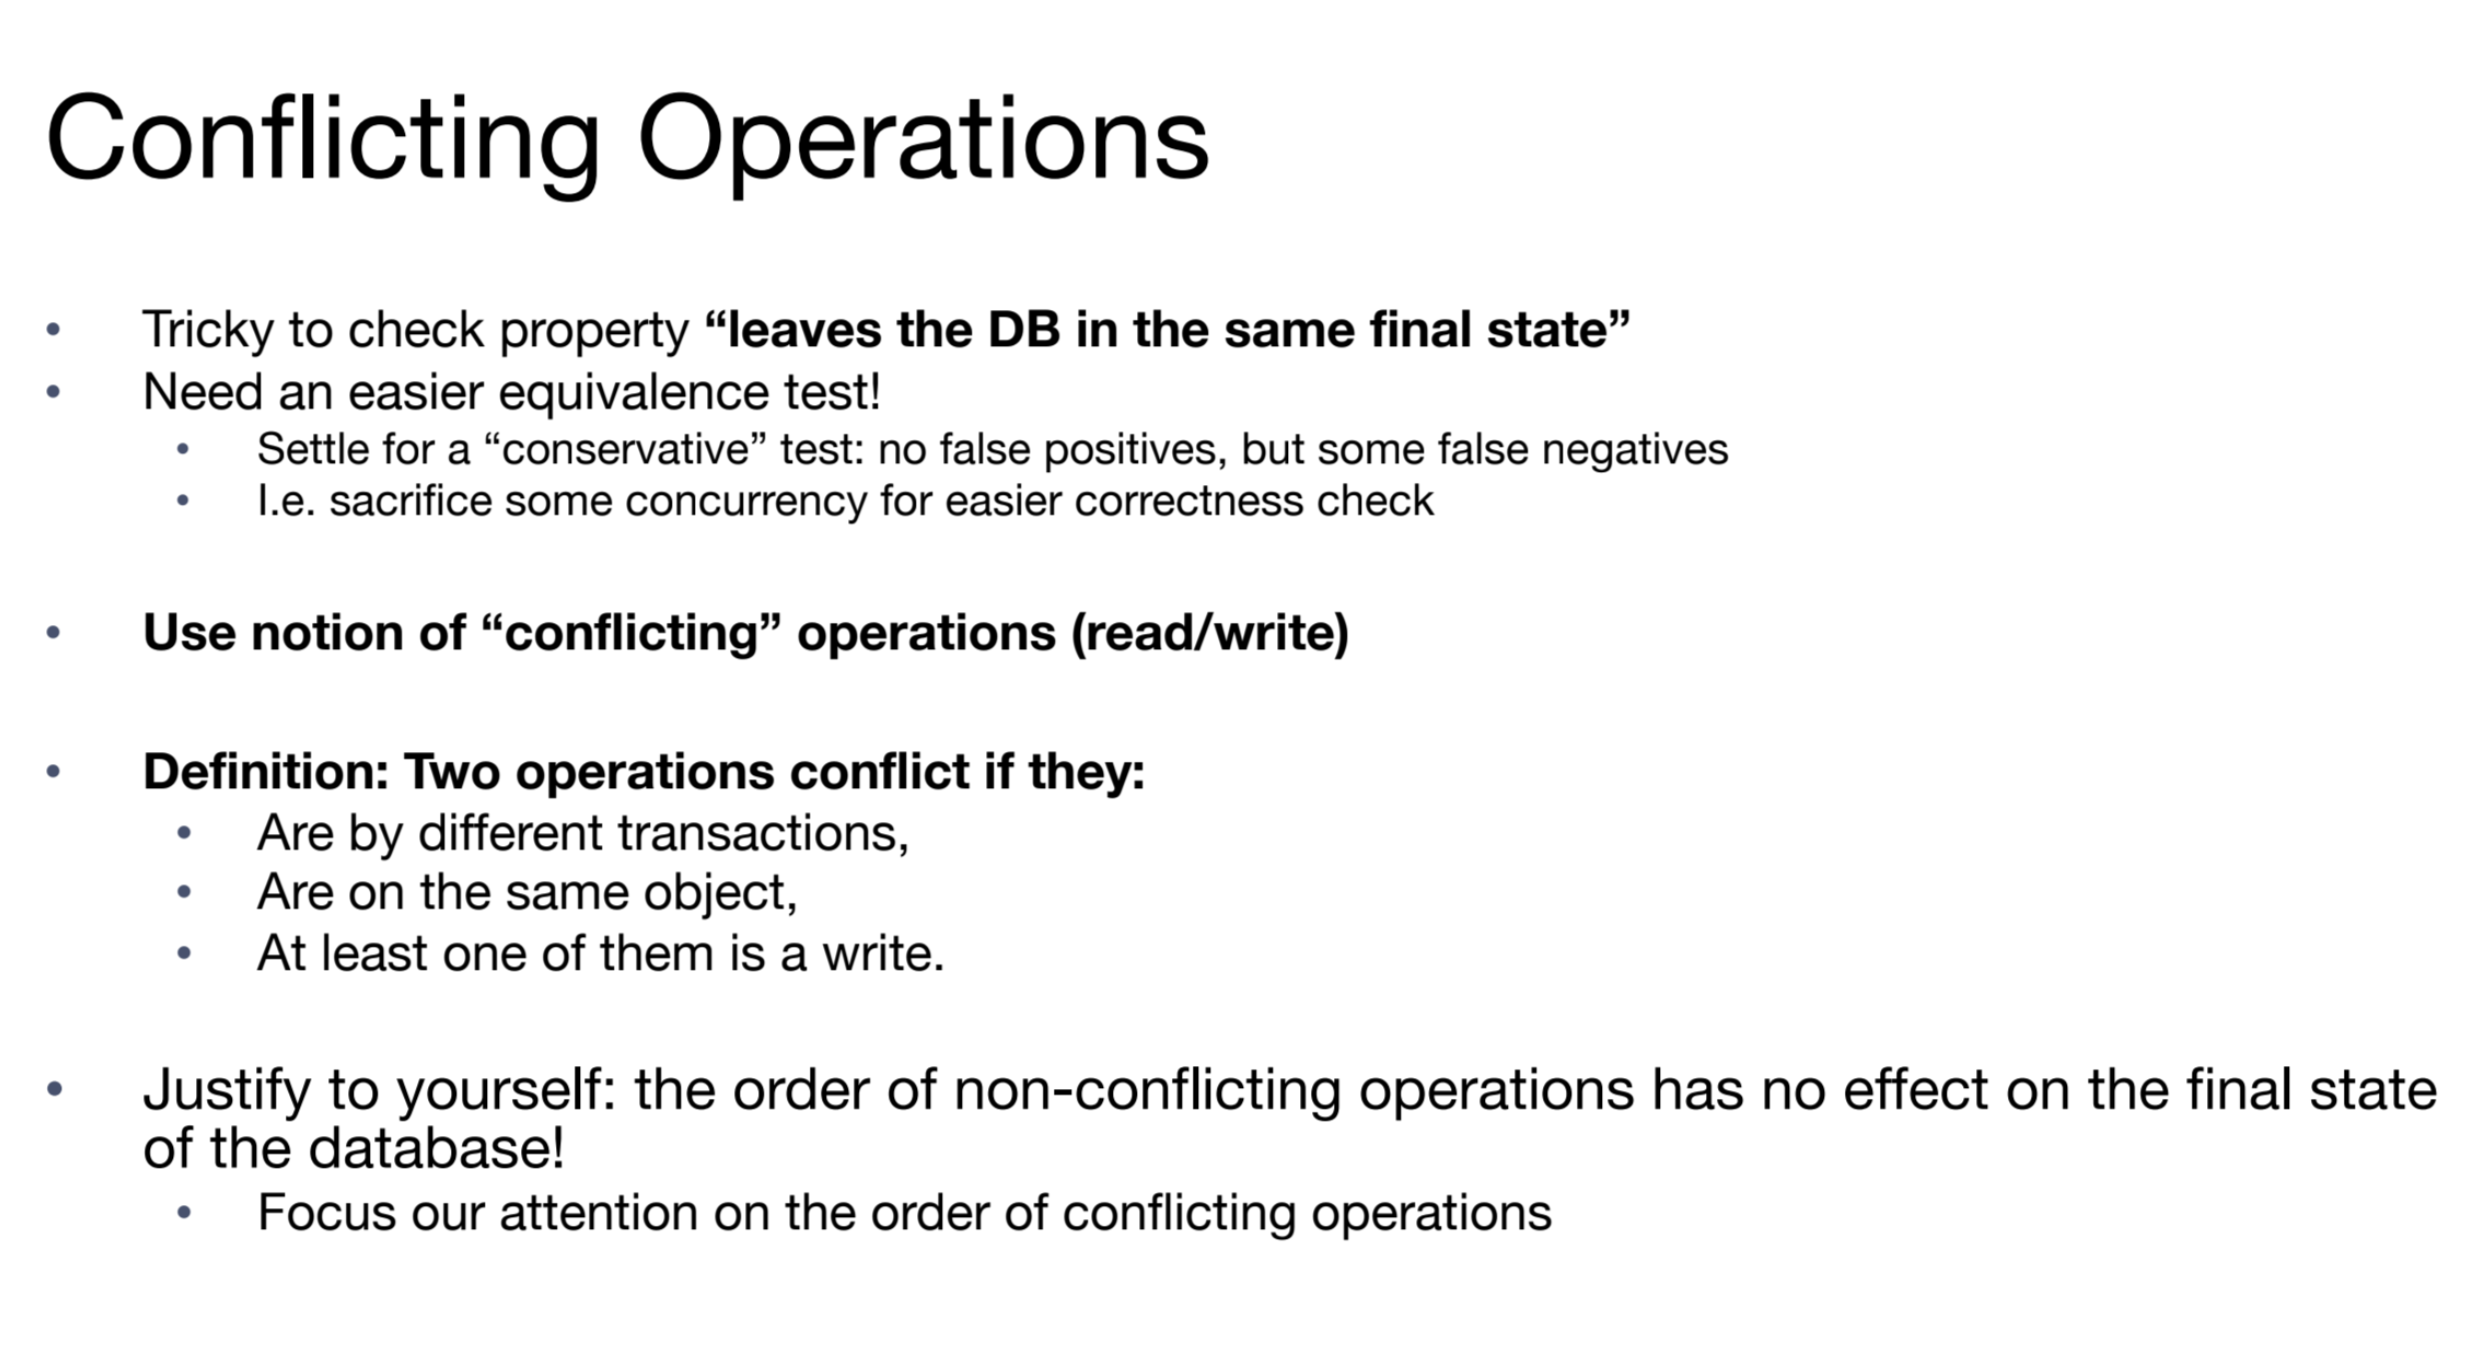 Conflicting Operations
• Tricky to check property “leaves the DB in the same final state”
• Need an easier equivalence test!
• Settle for a “conservative” test: no false positives, but some false negatives
• I.e. sacrifice some concurrency for easier correctness check
• Use notion of “conflicting” operations (read/write)
• Definition: Two operations conflict if they:
• Are by different transactions,
• Are on the same object,
• At least one of them is a write.
• Justify to yourself: the order of non-conflicting operations has no effect on the final state
of the database!
• Focus our attention on the order of conflicting operations